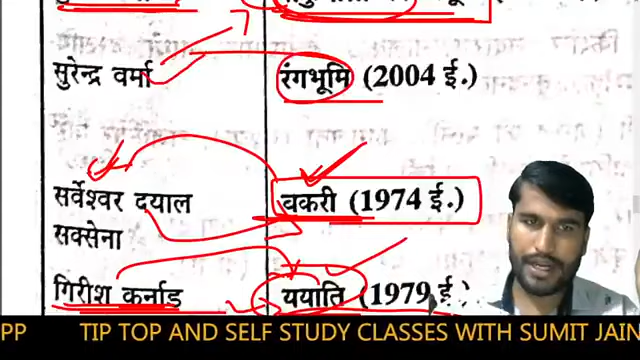 सुरेन्द्र वर्मा रंगभूमि (2004 ई.)
सर्वेश्वर दयाल बकरी (1974 ई.)
सक्सेना
गिरीश कर्नाड ययाति (1979 ई.)
PP TIP TOP AND SELF STUDY CLASSES WITH SUMIT JAIN